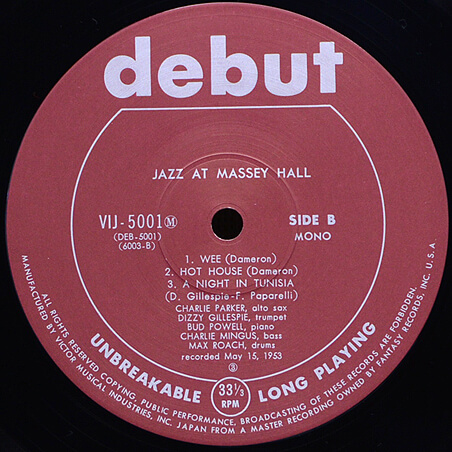 debut
JAZZ AT MASSEY HALL
VIJ-5001Ⓜ
(DEB-5001)
(6003-B)
SIDE B
MONO
1. WEE (Dameron)
2. HOT HOUSE (Dameron)
3. A NIGHT IN TUNISIA
(D. Gillespie-F. Paparelli)
CHARLIE PARKER, alto sax
DIZZY GILLESPIE, trumpet
BUD POWELL, piano
CHARLIE MINGUS, bass
MAX ROACH, drums
recorded May 15, 1953
③
UNBREAKABLE
33⅓
RPM
LONG PLAYING
ALL RIGHTS RESERVED COPYING, PUBLIC PERFORMANCE, BROADCASTING OF THESE RECORDS ARE FORBIDDEN.
MANUFACTURED BY VICTOR MUSICAL INDUSTRIES, INC. JAPAN FROM A MASTER RECORDING OWNED BY FANTASY RECORDS, INC. U.S.A